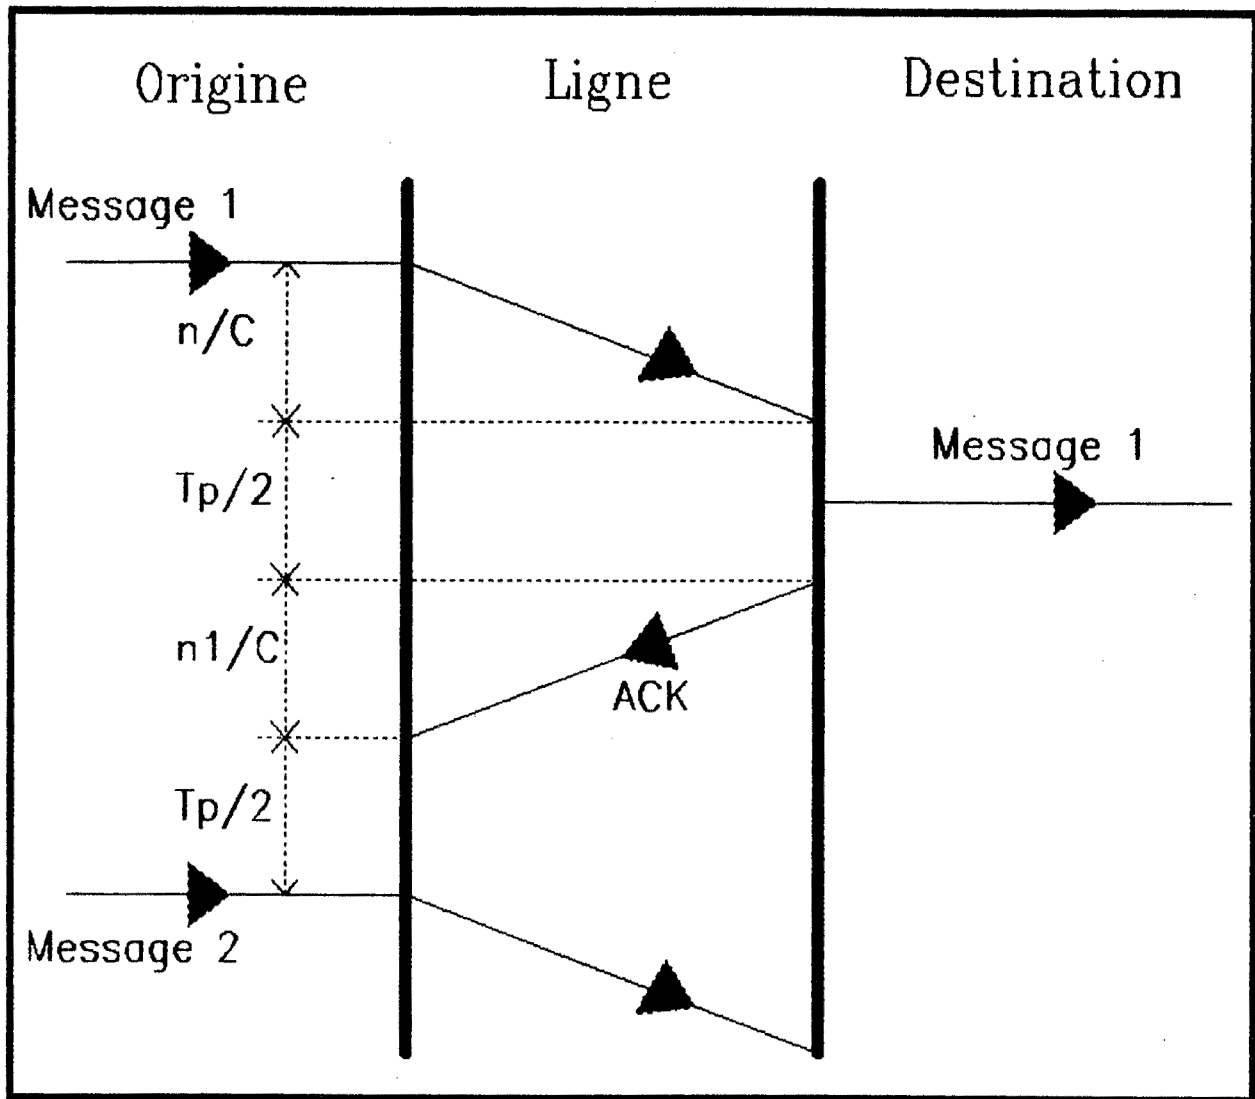 Origine
Ligne
Destination
Message 1
n/C
Message 1
Tp/2
n1/C
ACK
Tp/2
Message 2